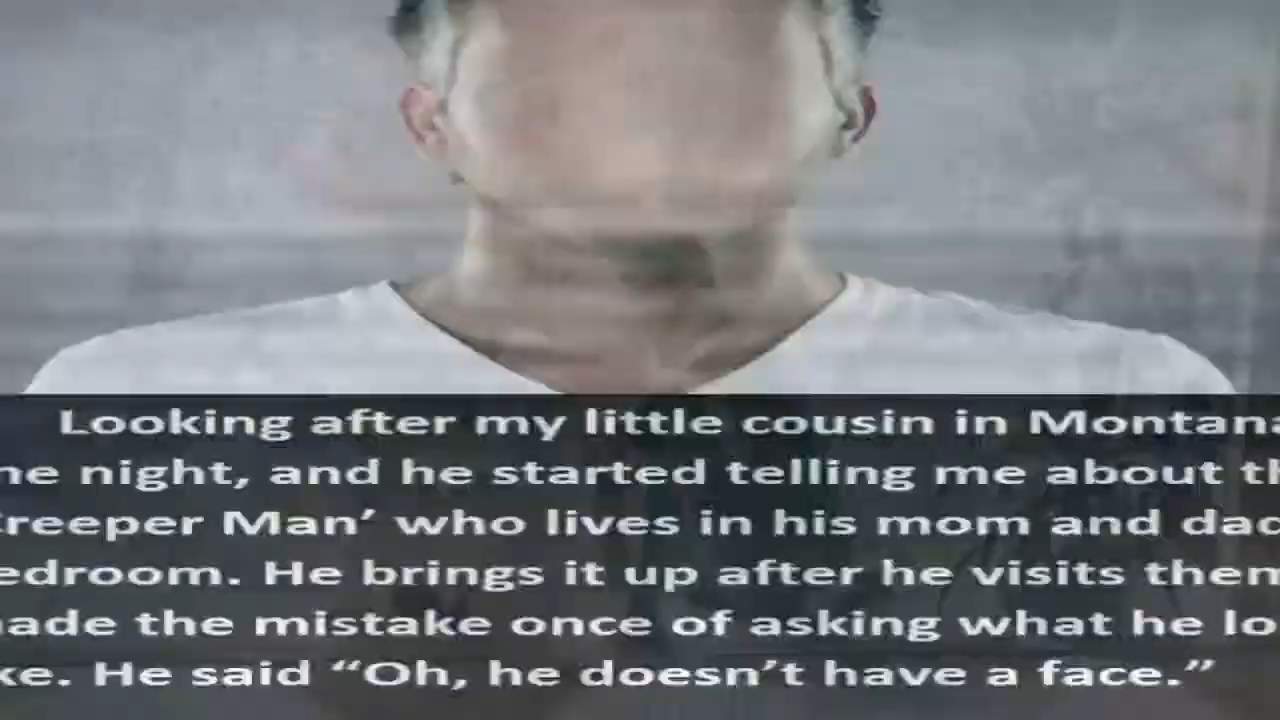 Looking after my little cousin in Montana
ne night, and he started telling me about th
reeper Man’ who lives in his mom and dad
edroom. He brings it up after he visits them
ade the mistake once of asking what he lo
ke. He said “Oh, he doesn’t have a face.”